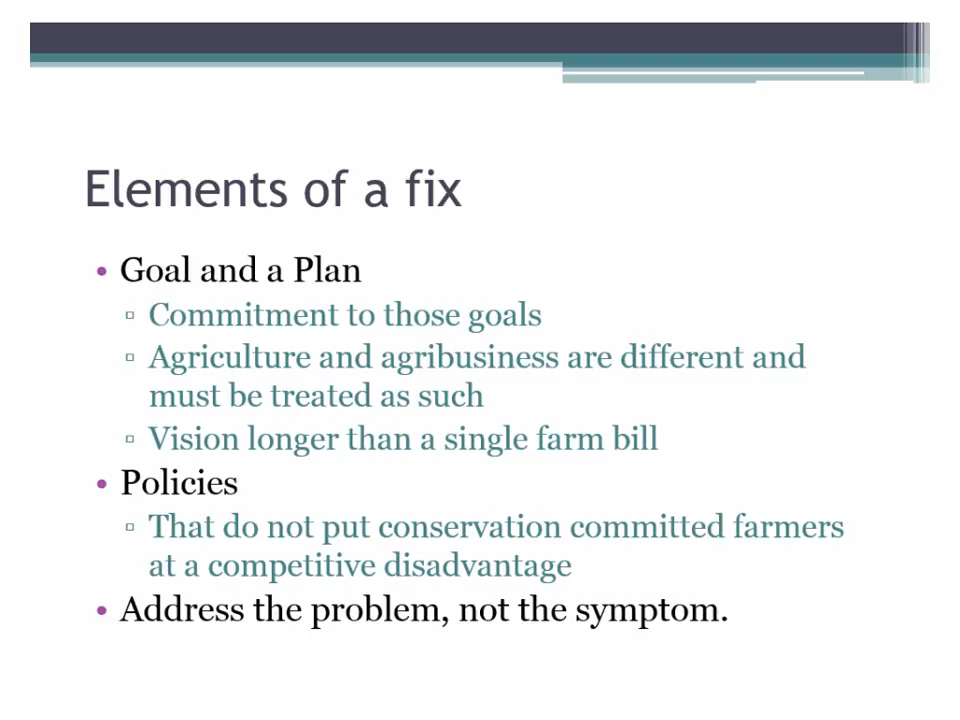 Elements of a fix
• Goal and a Plan
▫ Commitment to those goals
▫ Agriculture and agribusiness are different and
must be treated as such
▫ Vision longer than a single farm bill
• Policies
▫ That do not put conservation committed farmers
at a competitive disadvantage
• Address the problem, not the symptom.